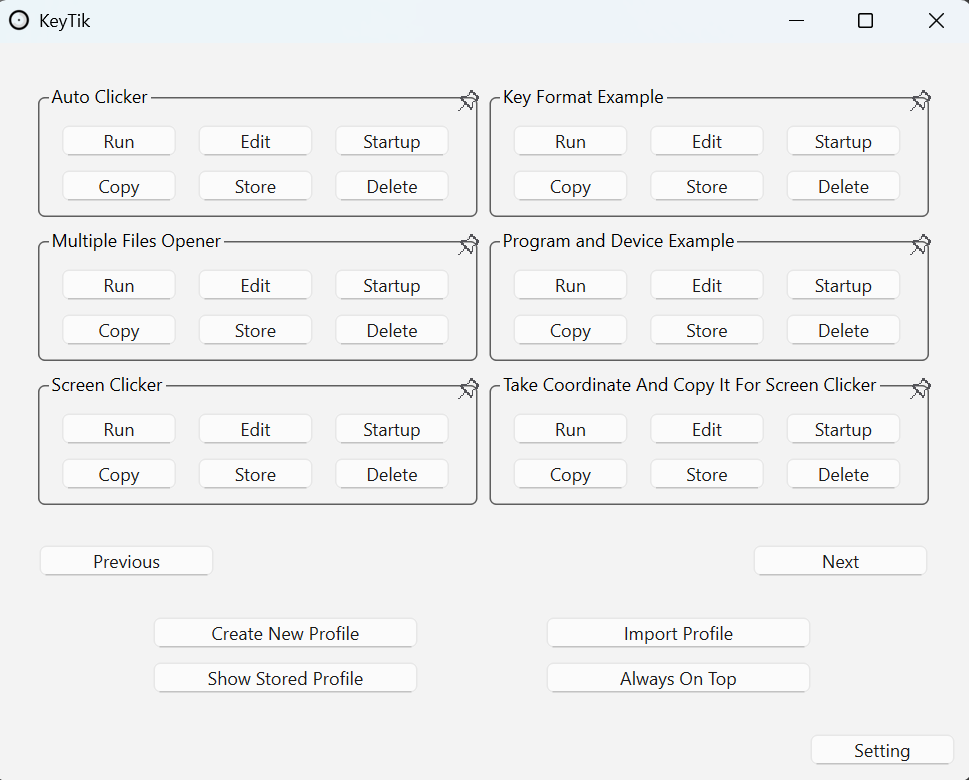 KeyTik
Auto Clicker
Run Edit Startup
Copy Store Delete
Key Format Example
Run Edit Startup
Copy Store Delete
Multiple Files Opener
Run Edit Startup
Copy Store Delete
Program and Device Example
Run Edit Startup
Copy Store Delete
Screen Clicker
Run Edit Startup
Copy Store Delete
Take Coordinate And Copy It For Screen Clicker
Run Edit Startup
Copy Store Delete
Previous Next
Create New Profile Import Profile
Show Stored Profile Always On Top
Setting